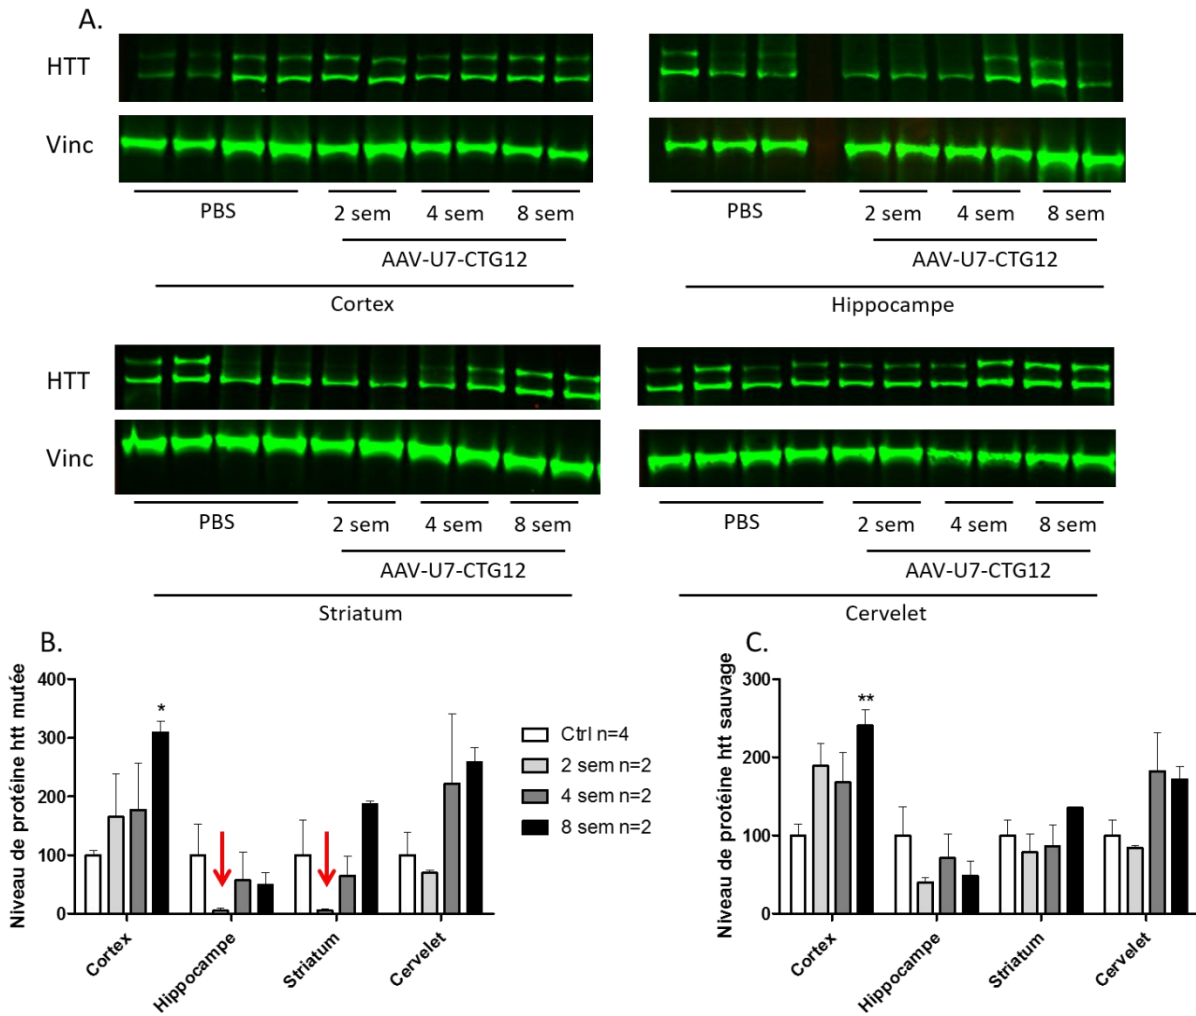 A.
HTT
Vinc
PBS
2 sem 4 sem 8 sem
AAV-U7-CTG12
Cortex
PBS
2 sem 4 sem 8 sem
AAV-U7-CTG12
Hippocampe
HTT
Vinc
PBS
2 sem 4 sem 8 sem
AAV-U7-CTG12
Striatum
PBS
2 sem 4 sem 8 sem
AAV-U7-CTG12
Cervelet
B.
Niveau de protéine htt mutée
400
300
200
100
0
*
Cortex
Hippocampe
Striatum
Cervelet
Ctrl n=4
2 sem n=2
4 sem n=2
8 sem n=2
C.
Niveau de protéine htt sauvage
300
200
100
0
**
Cortex
Hippocampe
Striatum
Cervelet